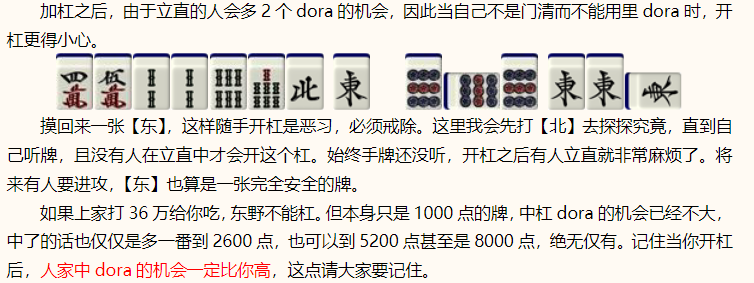 加杠之后，由于立直的人会多 2 个 dora 的机会，因此当自己不是门清而不能用里 dora 时，开
杠更得小心。
四萬 伍萬 北 東 東 東 東
摸回来一张【东】，这样随手开杠是恶习，必须戒除。这里我会先打【北】去探探究竟，直到自
己听牌，且没有人在立直中才会开这个杠。始终手牌还没听，开杠之后有人立直就非常麻烦了。将
来有人要进攻，【东】也算是一张完全安全的牌。
如果上家打 36 万给你吃，东野不能杠。但本身只是 1000 点的牌，中杠 dora 的机会已经不大，
中了的话也仅仅是多一番到 2600 点，也可以到 5200 点甚至是 8000 点，绝无仅有。记住当你开杠
后，人家中 dora 的机会一定比你高，这点请大家要记住。